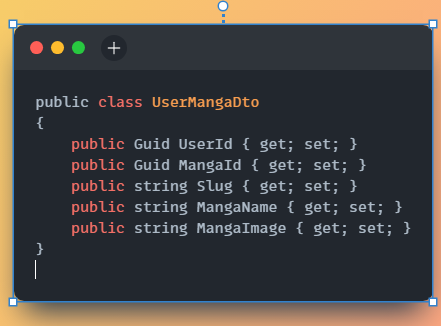 public class UserMangaDto
{
    public Guid UserId { get; set; }
    public Guid MangaId { get; set; }
    public string Slug { get; set; }
    public string MangaName { get; set; }
    public string MangaImage { get; set; }
}